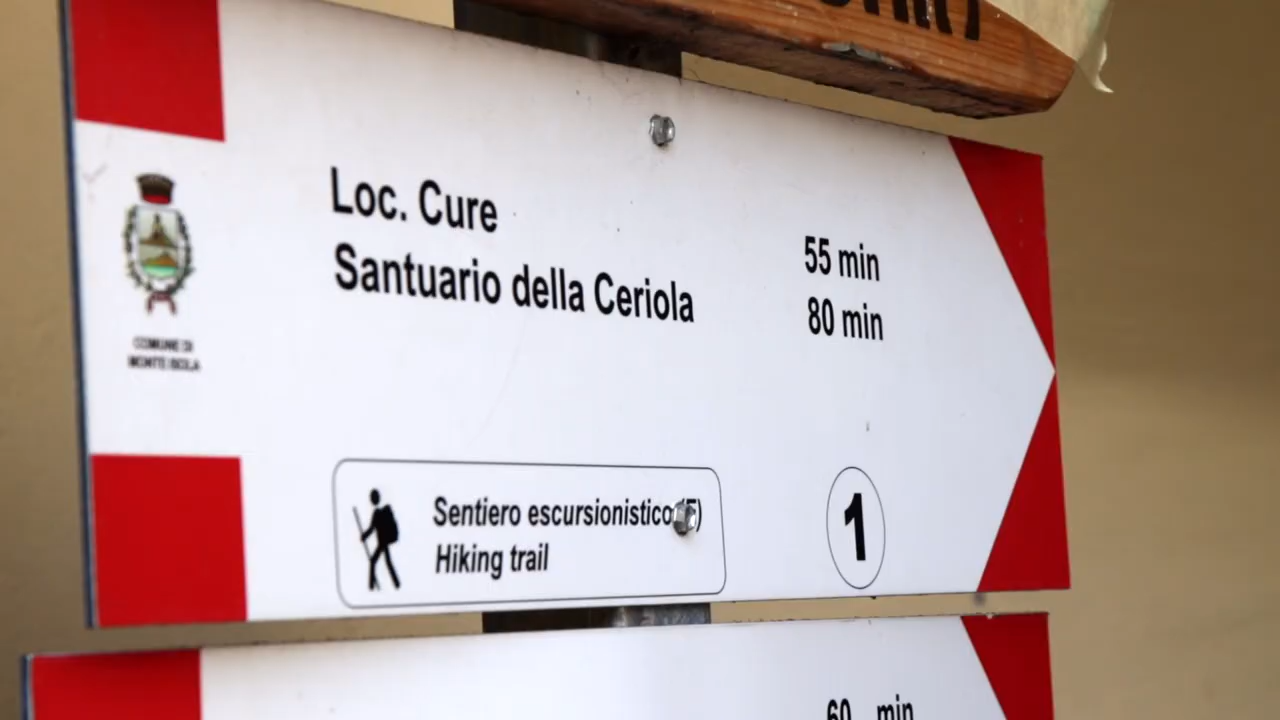 Loc. Cure
55 min
Santuario della Ceriola
80 min
COMUNE DI
MONTE ISOLA
Sentiero escursionistico (E)
Hiking trail
1
60 min